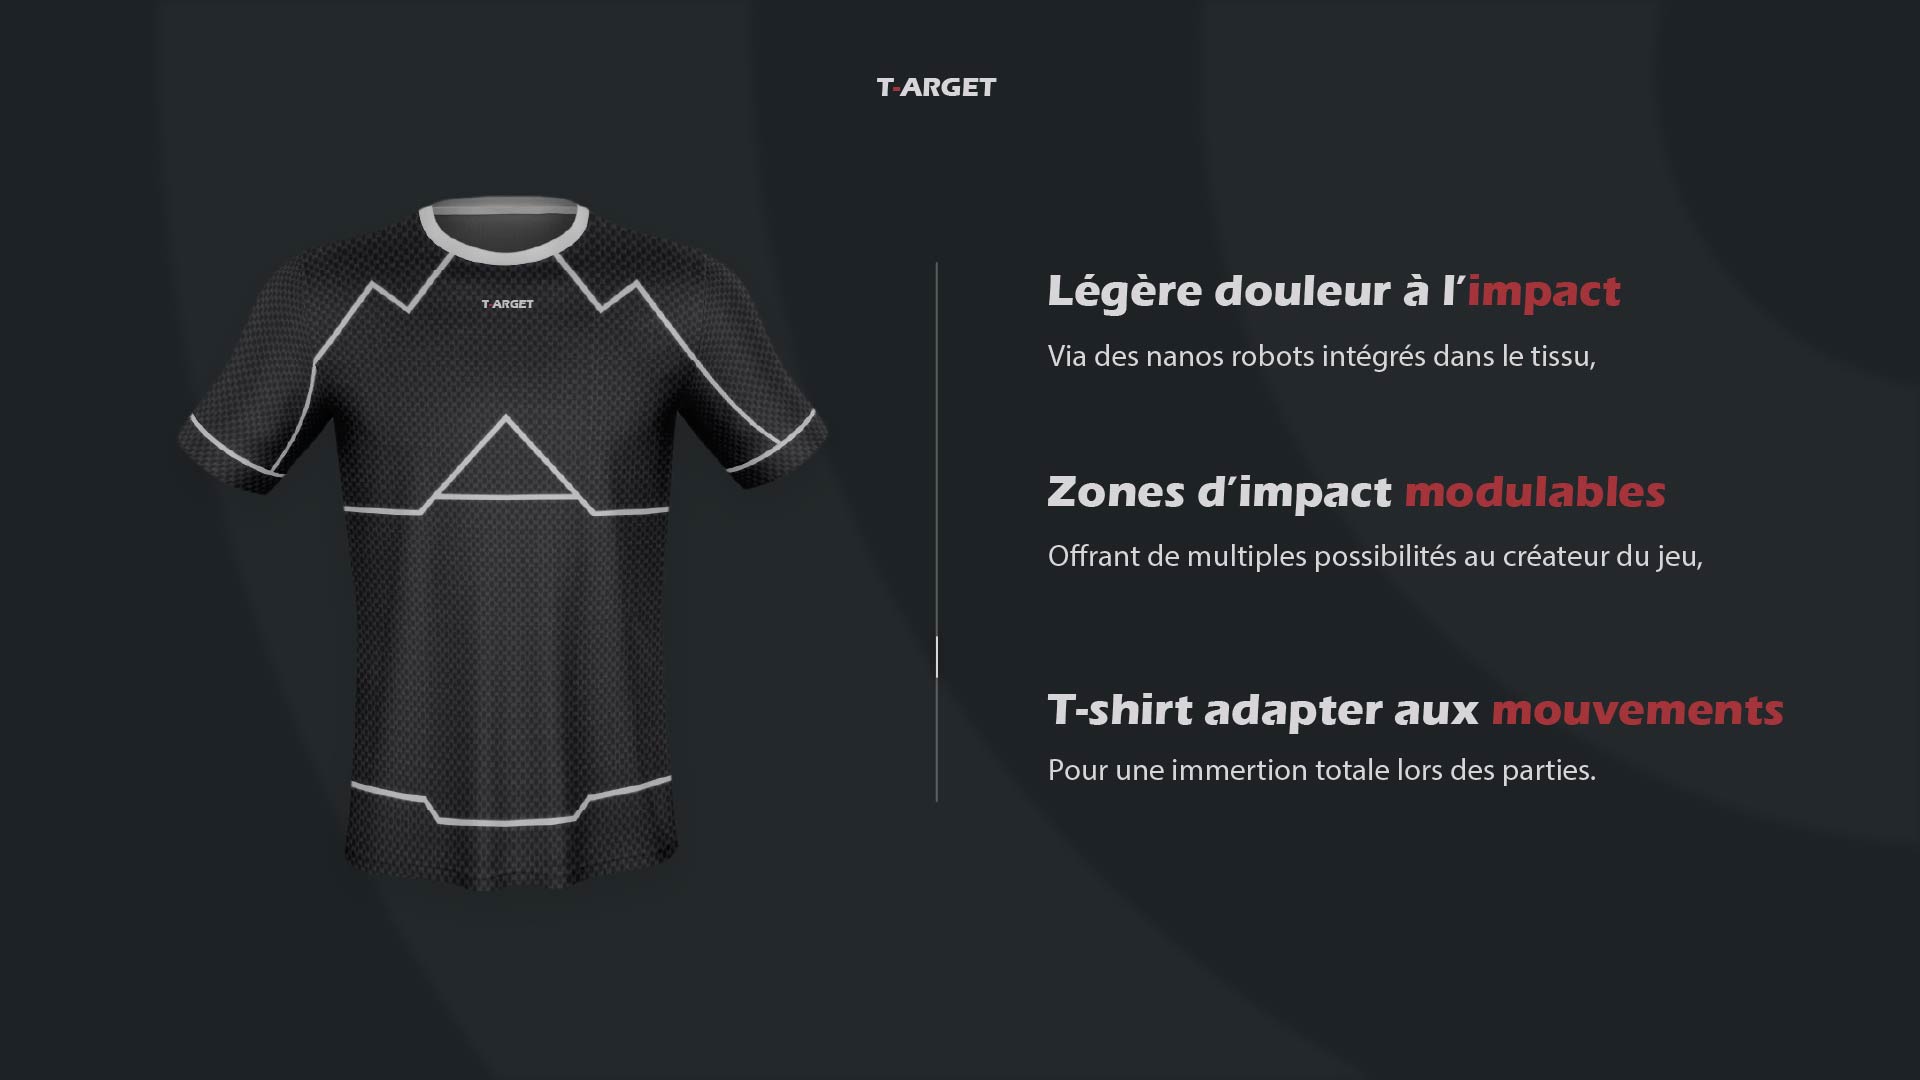 T-ARGET
T-ARGET
Légère douleur à l’impact
Via des nanos robots intégrés dans le tissu,
Zones d’impact modulables
Offrant de multiples possibilités au créateur du jeu,
T-shirt adapter aux mouvements
Pour une immertion totale lors des parties.